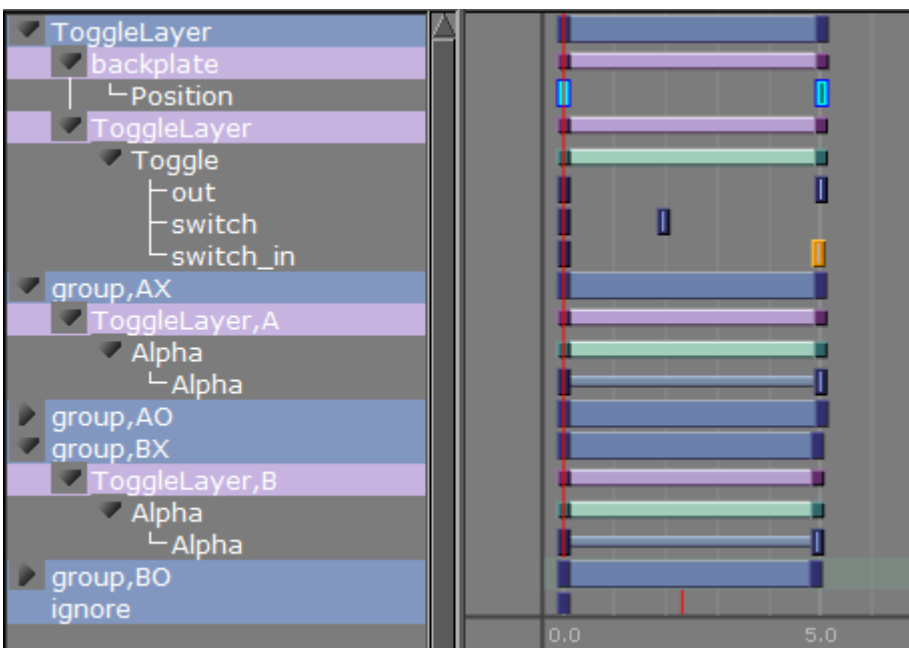 ToggleLayer
backplate
Position
ToggleLayer
Toggle
out
switch
switch_in
group,AX
ToggleLayer,A
Alpha
Alpha
group,AO
group,BX
ToggleLayer,B
Alpha
Alpha
group,BO
ignore
0.0 5.0